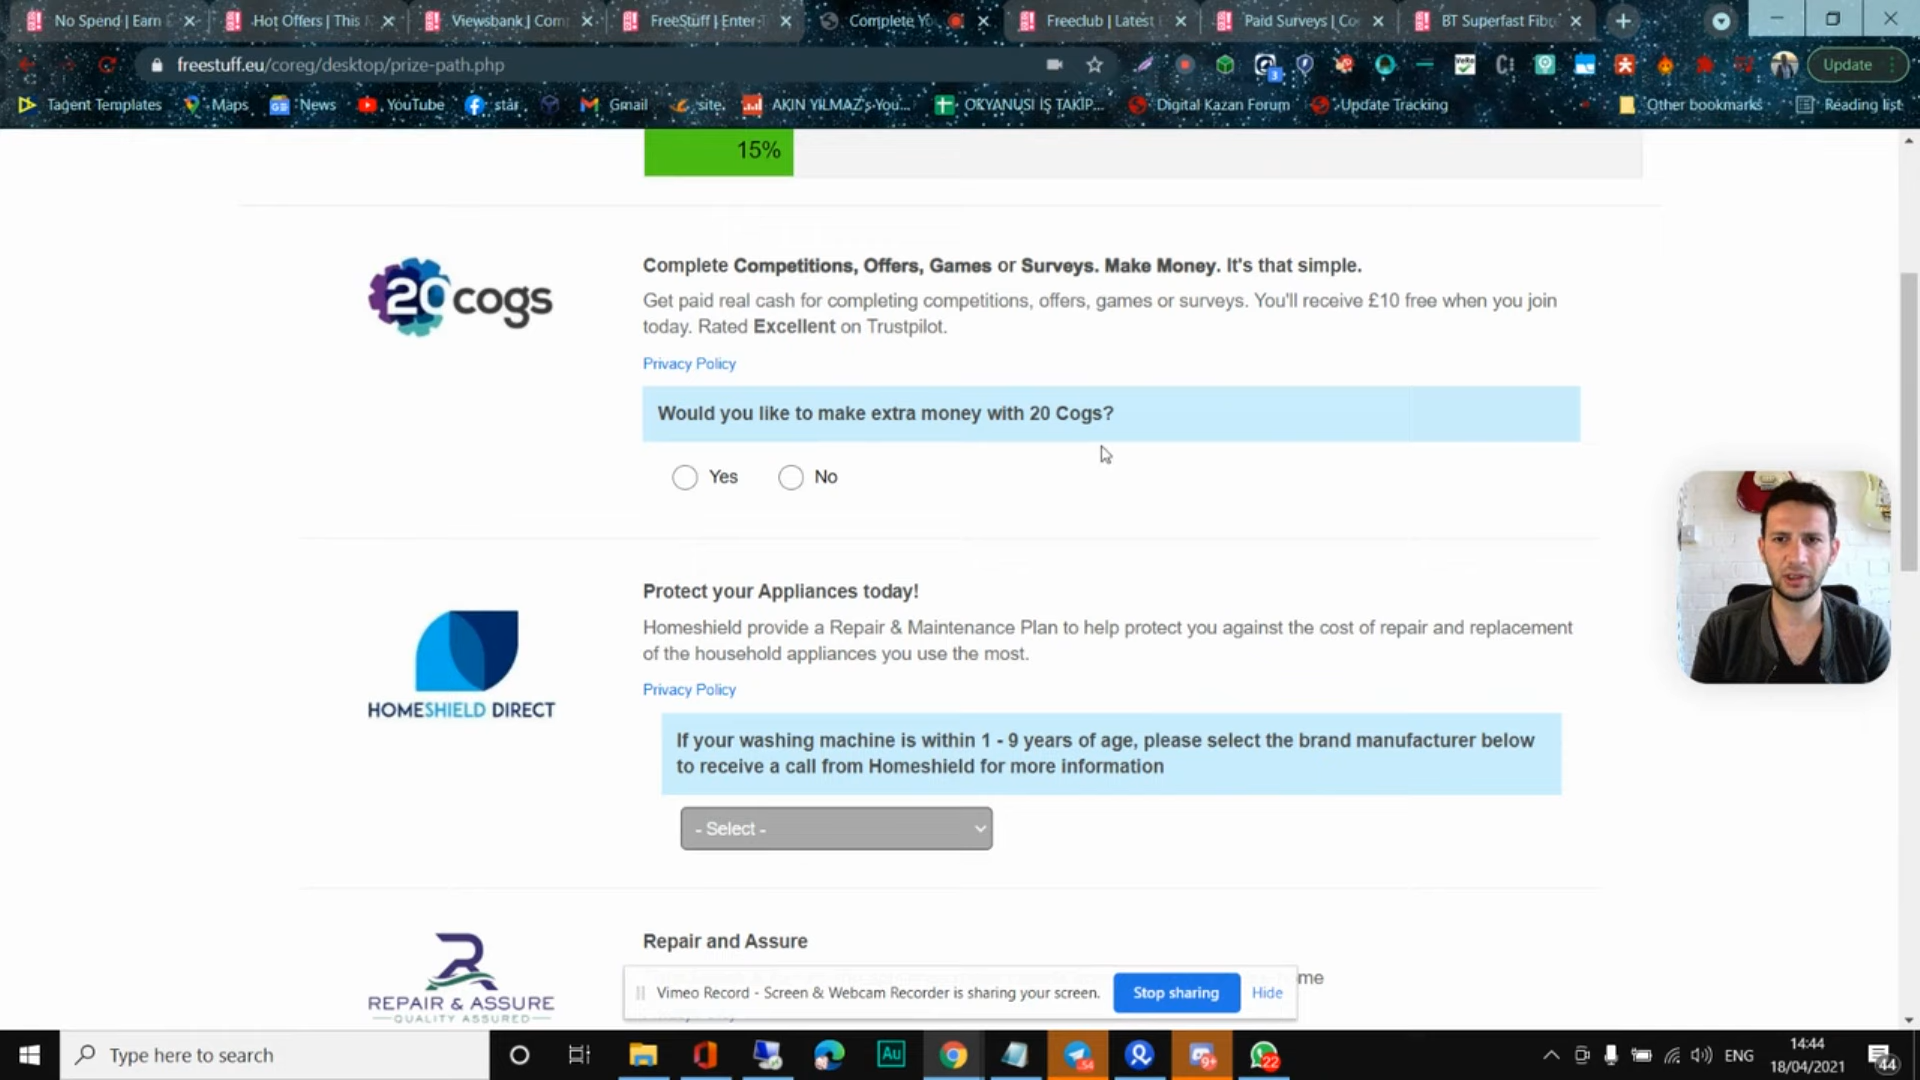 No Spend | Earn
Hot Offers | This
Viewsbank | Com
FreeStuff | Enter
Complete Yo
Freeclub | Latest
Paid Surveys | Co
BT Superfast Fib
freestuff.eu/coreg/desktop/prize-path.php
Update
Tagent Templates
Maps
News
YouTube
star
Gmail
site.
AKIN YILMAZ's You...
OKYANUSI İŞ TAKİP...
Digital Kazan Forum
Update Tracking
Other bookmarks
Reading list
15%
20 cogs
Complete Competitions, Offers, Games or Surveys. Make Money. It's that simple.
Get paid real cash for completing competitions, offers, games or surveys. You'll receive £10 free when you join
today. Rated Excellent on Trustpilot.
Privacy Policy
Would you like to make extra money with 20 Cogs?
Yes
No
HOMESHIELD DIRECT
Protect your Appliances today!
Homeshield provide a Repair & Maintenance Plan to help protect you against the cost of repair and replacement
of the household appliances you use the most.
Privacy Policy
If your washing machine is within 1 - 9 years of age, please select the brand manufacturer below
to receive a call from Homeshield for more information
- Select -
REPAIR & ASSURE
QUALITY ASSURED
Repair and Assure
me
Vimeo Record - Screen & Webcam Recorder is sharing your screen.
Stop sharing
Hide
Type here to search
Au
9+
22
ENG
14:44
18/04/2021
44